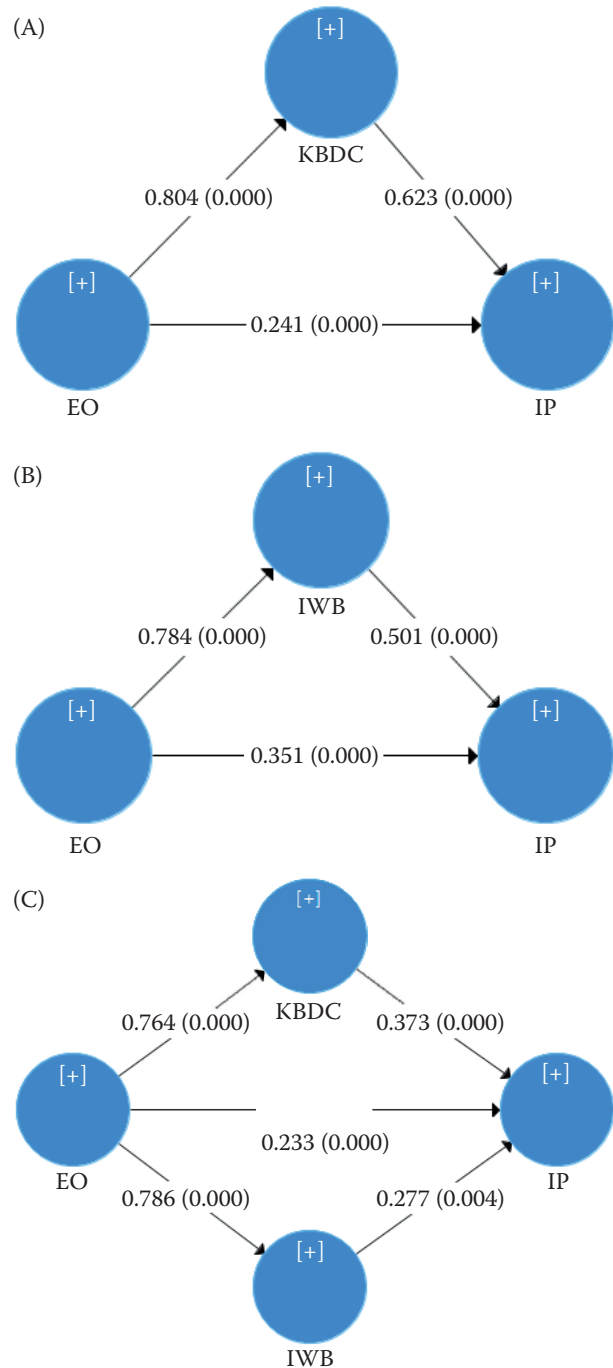 (A)
[+]
KBDC
0.804 (0.000)
0.623 (0.000)
[+]
[+]
0.241 (0.000)
EO
IP
(B)
[+]
IWB
0.784 (0.000)
0.501 (0.000)
[+]
[+]
0.351 (0.000)
EO
IP
(C)
[+]
KBDC
0.764 (0.000)
0.373 (0.000)
[+]
[+]
0.233 (0.000)
EO
IP
0.786 (0.000)
0.277 (0.004)
[+]
IWB